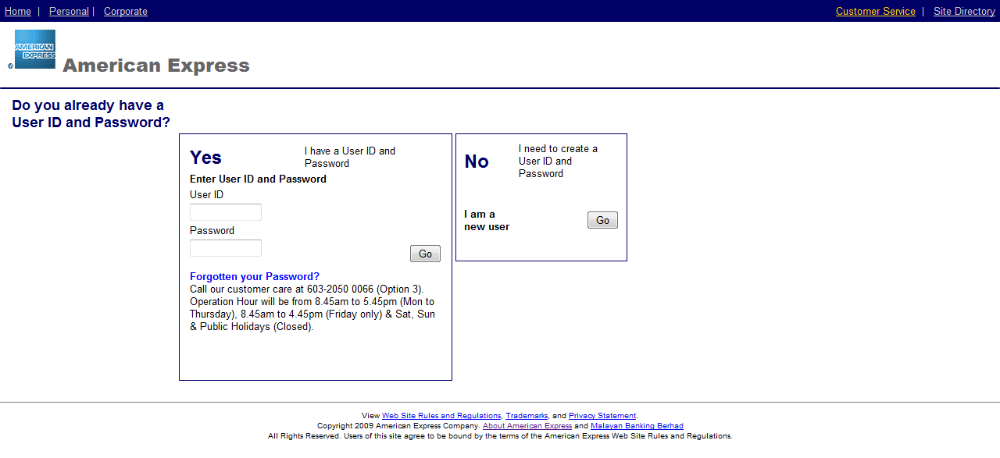 Home | Personal | Corporate Customer Service | Site Directory
AMERICAN
EXPRESS
® American Express
Do you already have a
User ID and Password?
Yes
I have a User ID and
Password
Enter User ID and Password
User ID
Password
Go
Forgotten your Password?
Call our customer care at 603-2050 0066 (Option 3).
Operation Hour will be from 8.45am to 5.45pm (Mon to
Thursday), 8.45am to 4.45pm (Friday only) & Sat, Sun
& Public Holidays (Closed).
No
I need to create a
User ID and
Password
I am a
new user
Go
View Web Site Rules and Regulations, Trademarks, and Privacy Statement.
Copyright 2009 American Express Company. About American Express and Malayan Banking Berhad
All Rights Reserved. Users of this site agree to be bound by the terms of the American Express Web Site Rules and Regulations.